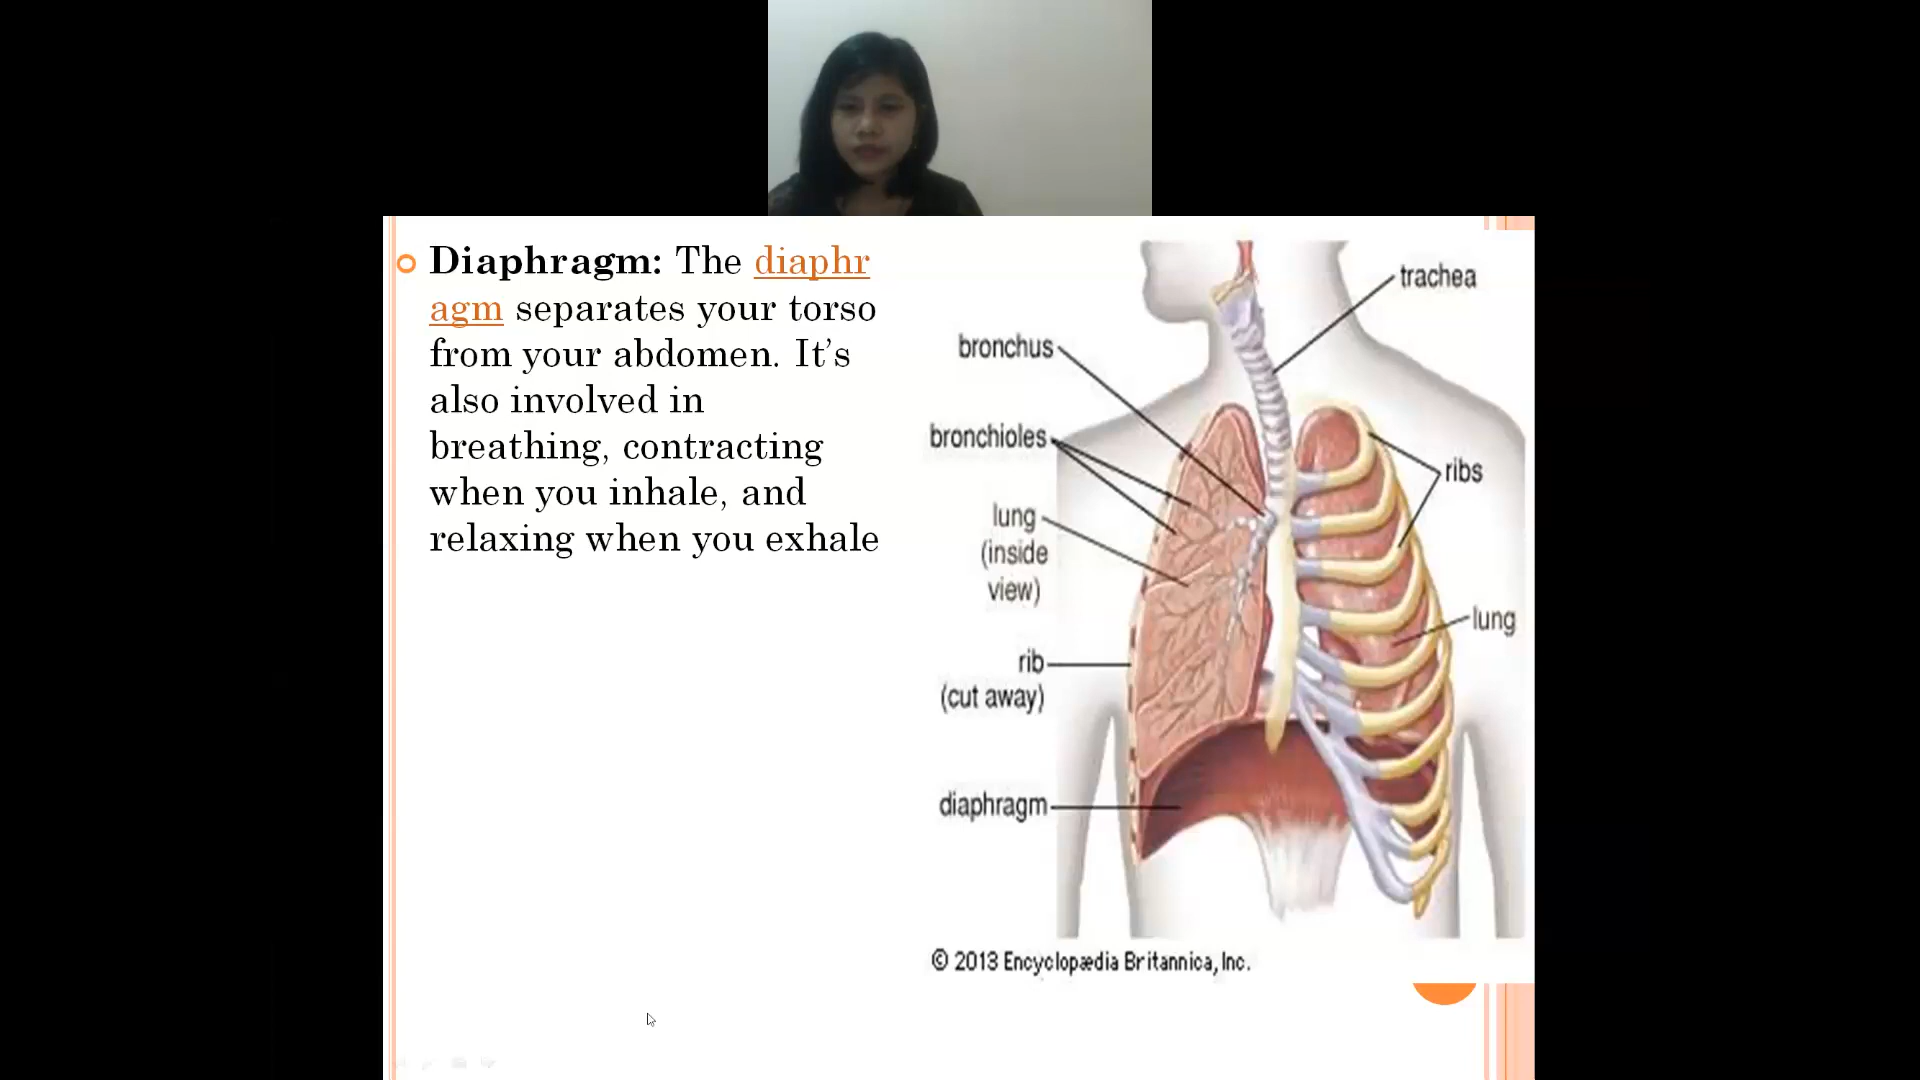 Diaphragm: The diaphr
agm separates your torso
from your abdomen. It’s
also involved in
breathing, contracting
when you inhale, and
relaxing when you exhale
trachea
bronchus
bronchioles
ribs
lung
(inside
view)
lung
rib
(cut away)
diaphragm
© 2013 Encyclopædia Britannica, Inc.